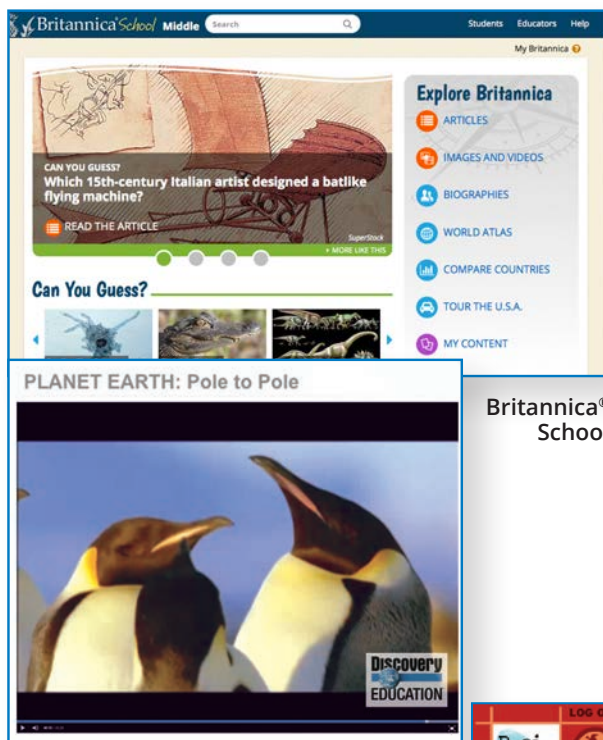 Britannica School Middle Search Students Educators Help
My Britannica
CAN YOU GUESS?
Which 15th-century Italian artist designed a batlike
flying machine?
READ THE ARTICLE
SuperStock
MORE LIKE THIS
Can You Guess?
Explore Britannica
ARTICLES
IMAGES AND VIDEOS
BIOGRAPHIES
WORLD ATLAS
COMPARE COUNTRIES
TOUR THE U.S.A.
MY CONTENT
PLANET EARTH: Pole to Pole
Discovery
EDUCATION
Britannica®
Schoo
LOG O